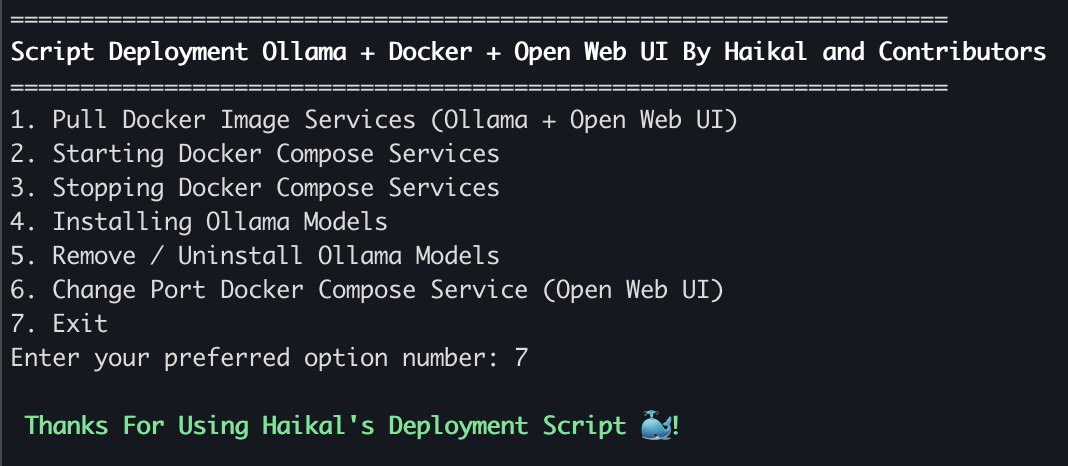 ===================================================================
Script Deployment Ollama + Docker + Open Web UI By Haikal and Contributors
===================================================================
1. Pull Docker Image Services (Ollama + Open Web UI)
2. Starting Docker Compose Services
3. Stopping Docker Compose Services
4. Installing Ollama Models
5. Remove / Uninstall Ollama Models
6. Change Port Docker Compose Service (Open Web UI)
7. Exit
Enter your preferred option number: 7
Thanks For Using Haikal's Deployment Script 🐳!